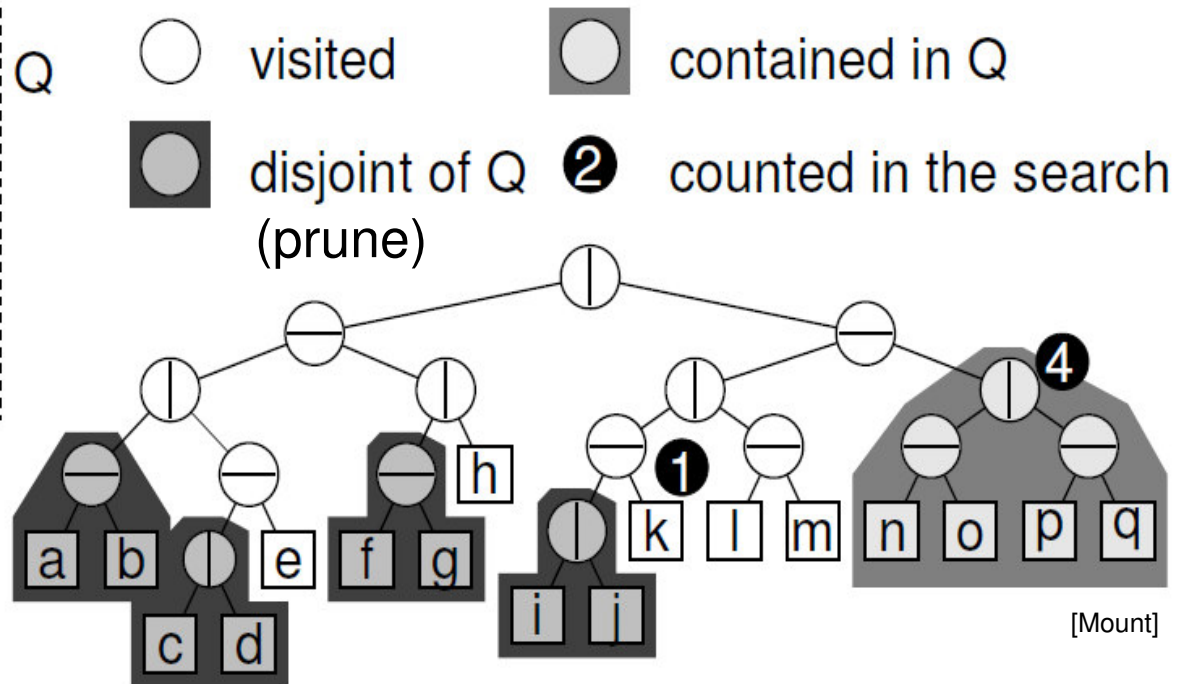 Q visited contained in Q
disjoint of Q 2 counted in the search
(prune)
4
h 1
a b e f g k l m n o p q
c d i j
[Mount]